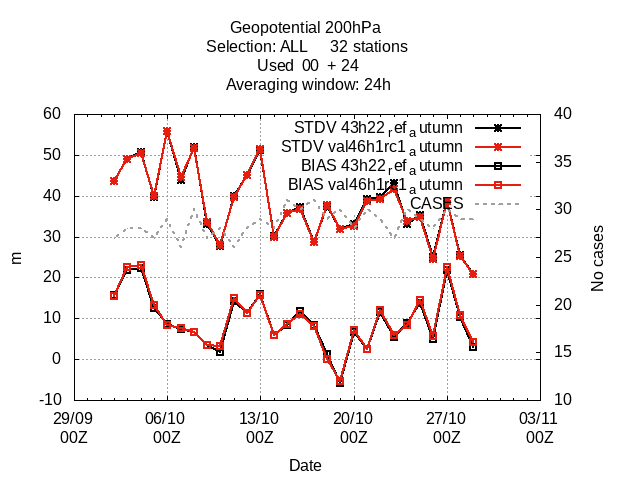 Geopotential 200hPa
Selection: ALL 32 stations
Used 00 + 24
Averaging window: 24h
STDV 43h22ref_autumn
STDV val46h1rc1_autumn
BIAS 43h22ref_autumn
BIAS val46h1rc1_autumn
CASES
60
50
40
30
20
10
0
-10
m
40
35
30
25
20
15
10
No cases
29/09 06/10 13/10 20/10 27/10 03/11
00Z 00Z 00Z 00Z 00Z 00Z
Date